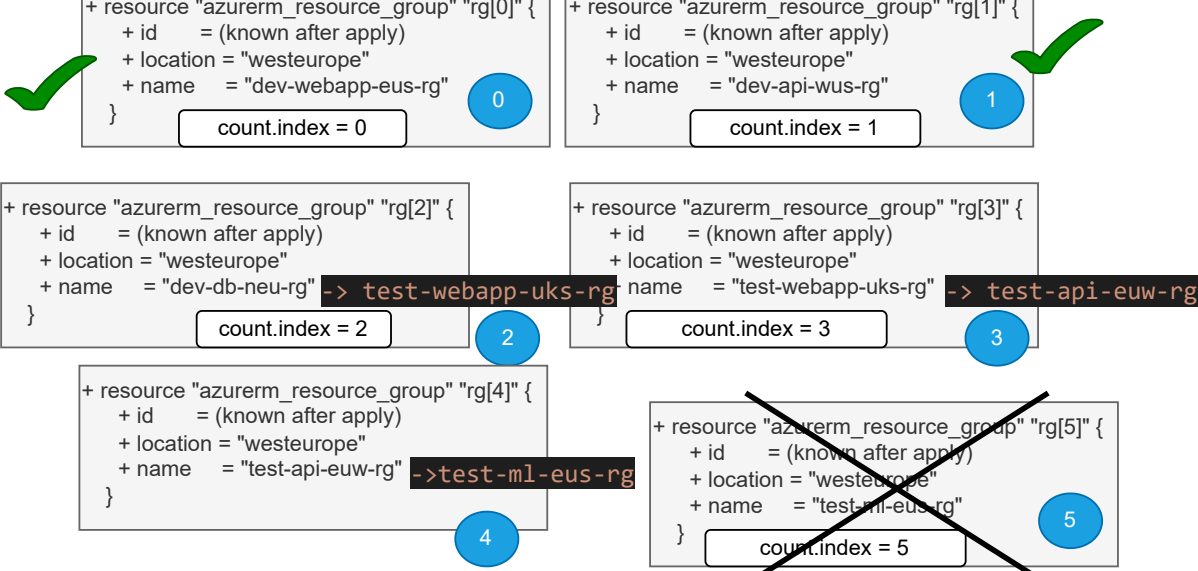 + resource "azurerm_resource_group" "rg[0]" {
+ id = (known after apply)
+ location = "westeurope"
+ name = "dev-webapp-eus-rg"
}
count.index = 0
0
+ resource "azurerm_resource_group" "rg[1]" {
+ id = (known after apply)
+ location = "westeurope"
+ name = "dev-api-wus-rg"
}
count.index = 1
1
+ resource "azurerm_resource_group" "rg[2]" {
+ id = (known after apply)
+ location = "westeurope"
+ name = "dev-db-neu-rg" -> test-webapp-uks-rg
}
count.index = 2
2
+ resource "azurerm_resource_group" "rg[3]" {
+ id = (known after apply)
+ location = "westeurope"
name = "test-webapp-uks-rg" -> test-api-euw-rg
}
count.index = 3
3
+ resource "azurerm_resource_group" "rg[4]" {
+ id = (known after apply)
+ location = "westeurope"
+ name = "test-api-euw-rg" ->test-ml-eus-rg
}
4
+ resource "azurerm_resource_group" "rg[5]" {
+ id = (known after apply)
+ location = "westeurope"
+ name = "test-ml-eus-rg"
}
count.index = 5
5